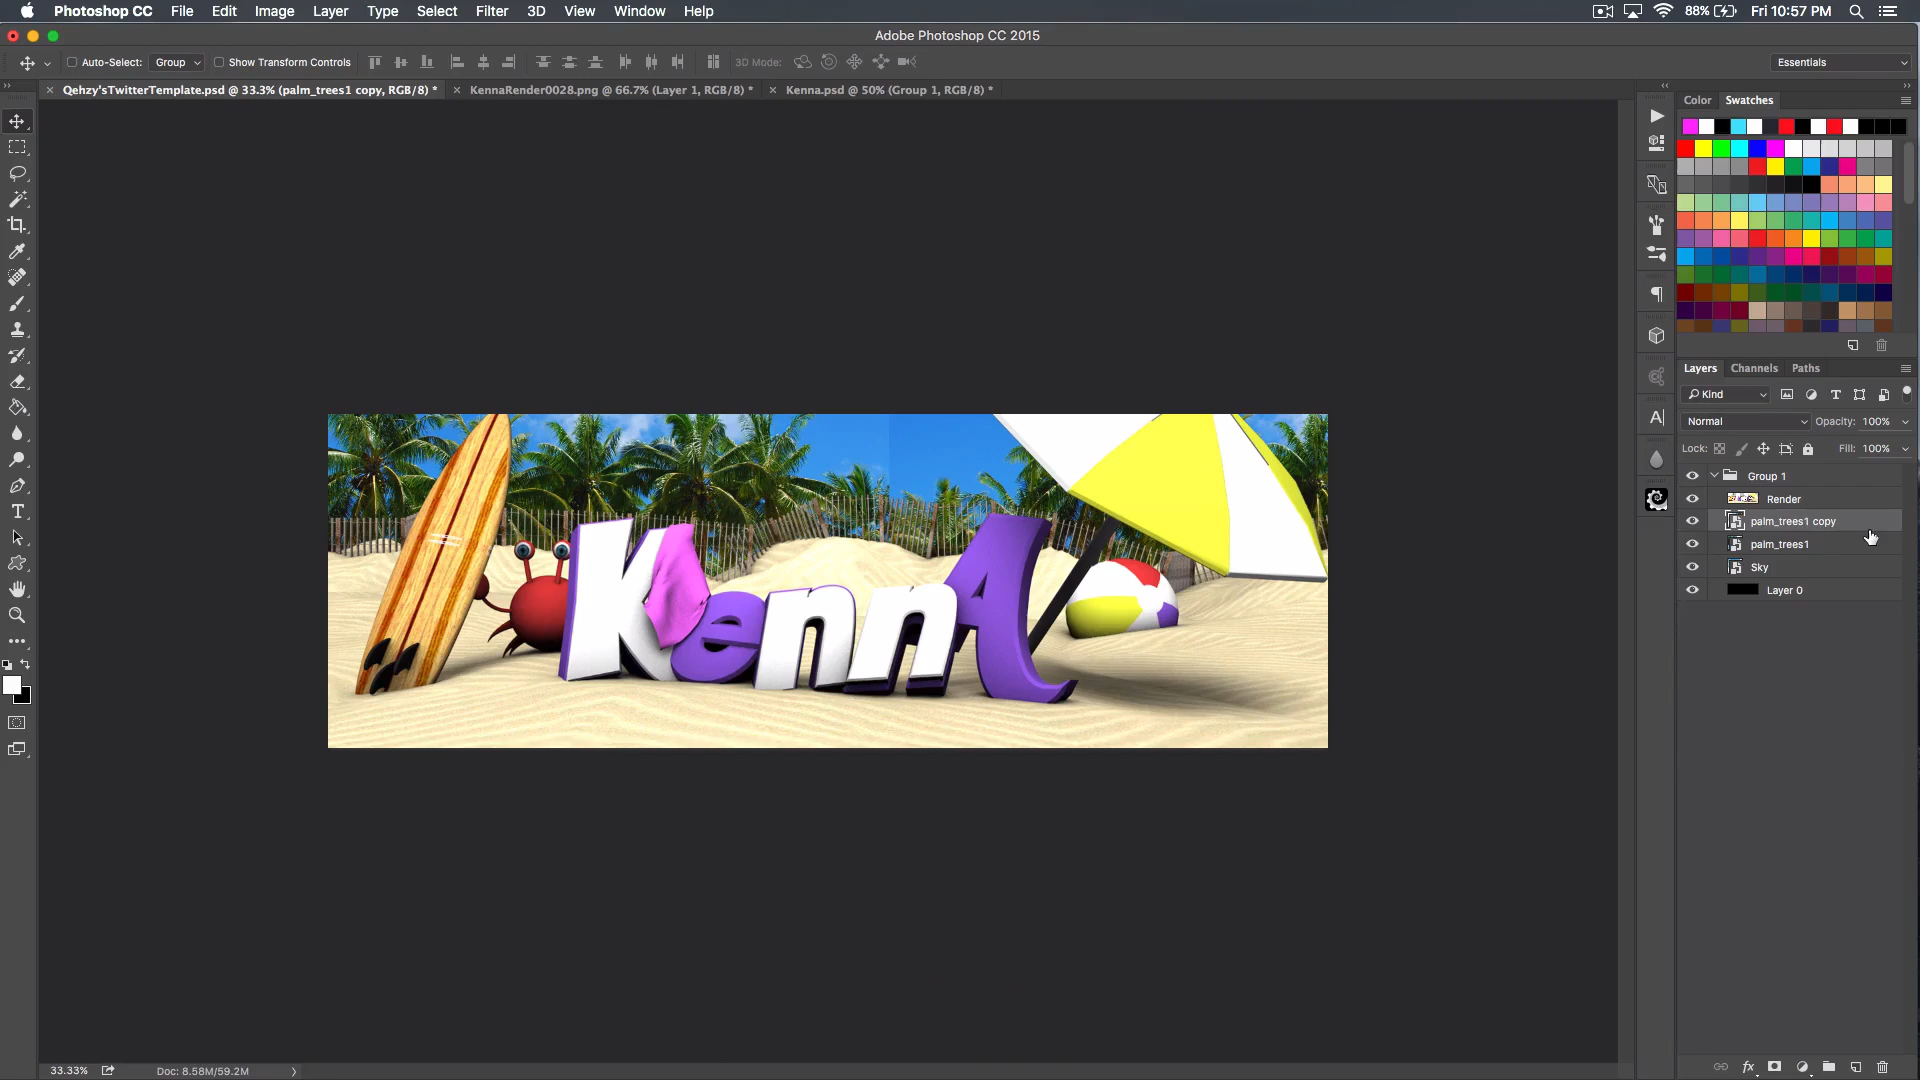 Photoshop CC File Edit Image Layer Type Select Filter 3D View Window Help 88% Fri 10:57 PM
Adobe Photoshop CC 2015
Auto-Select: Group Show Transform Controls 3D Mode: Essentials
Qehzy'sTwitterTemplate.psd @ 33.3% (palm_trees1 copy, RGB/8) * KennaRender0028.png @ 66.7% (Layer 1, RGB/8) * Kenna.psd @ 50% (Group 1, RGB/8) *
Color Swatches
Layers Channels Paths
Kind
Normal Opacity: 100%
Lock: Fill: 100%
Group 1
Render
palm_trees1 copy
palm_trees1
Sky
Layer 0
KennA
33.33% Doc: 8.58M/59.2M
fx